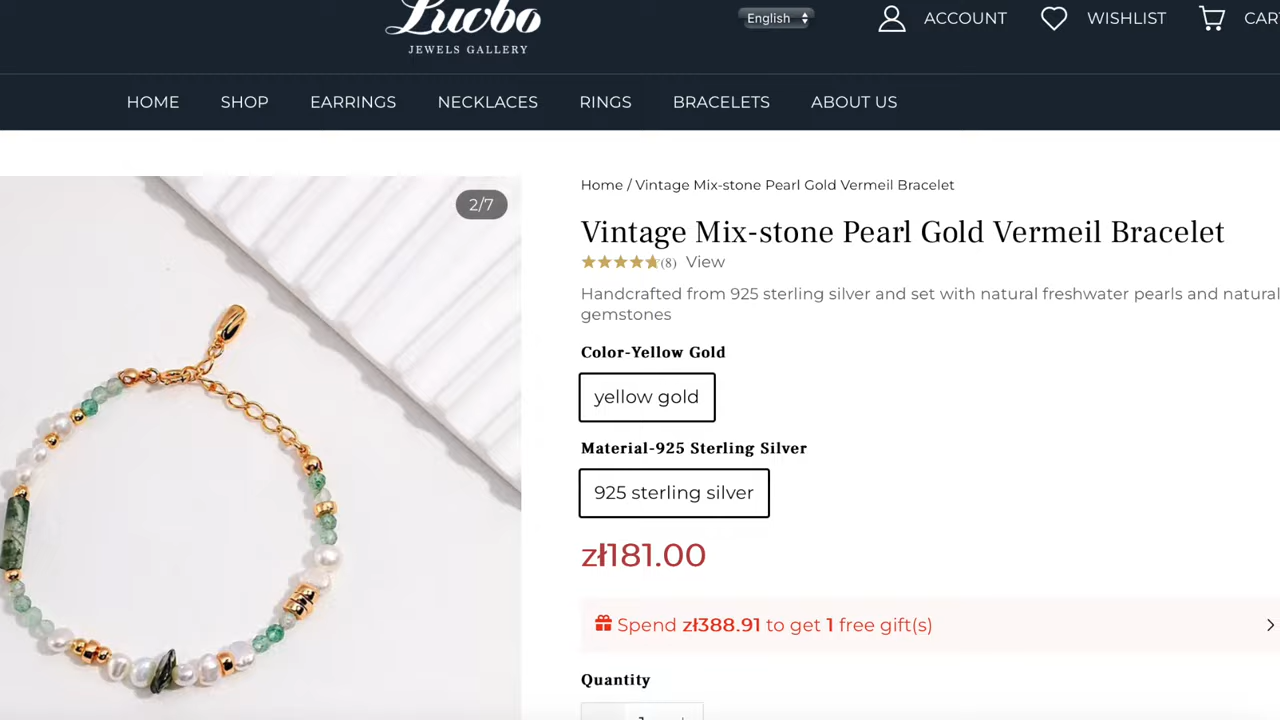 Luvbo
JEWELS GALLERY
English
ACCOUNT
WISHLIST
HOME
SHOP
EARRINGS
NECKLACES
RINGS
BRACELETS
ABOUT US
2/7
Home / Vintage Mix-stone Pearl Gold Vermeil Bracelet
Vintage Mix-stone Pearl Gold Vermeil Bracelet
(8) View
Handcrafted from 925 sterling silver and set with natural freshwater pearls and natural
gemstones
Color-Yellow Gold
yellow gold
Material-925 Sterling Silver
925 sterling silver
zł181.00
Spend zł388.91 to get 1 free gift(s)
Quantity